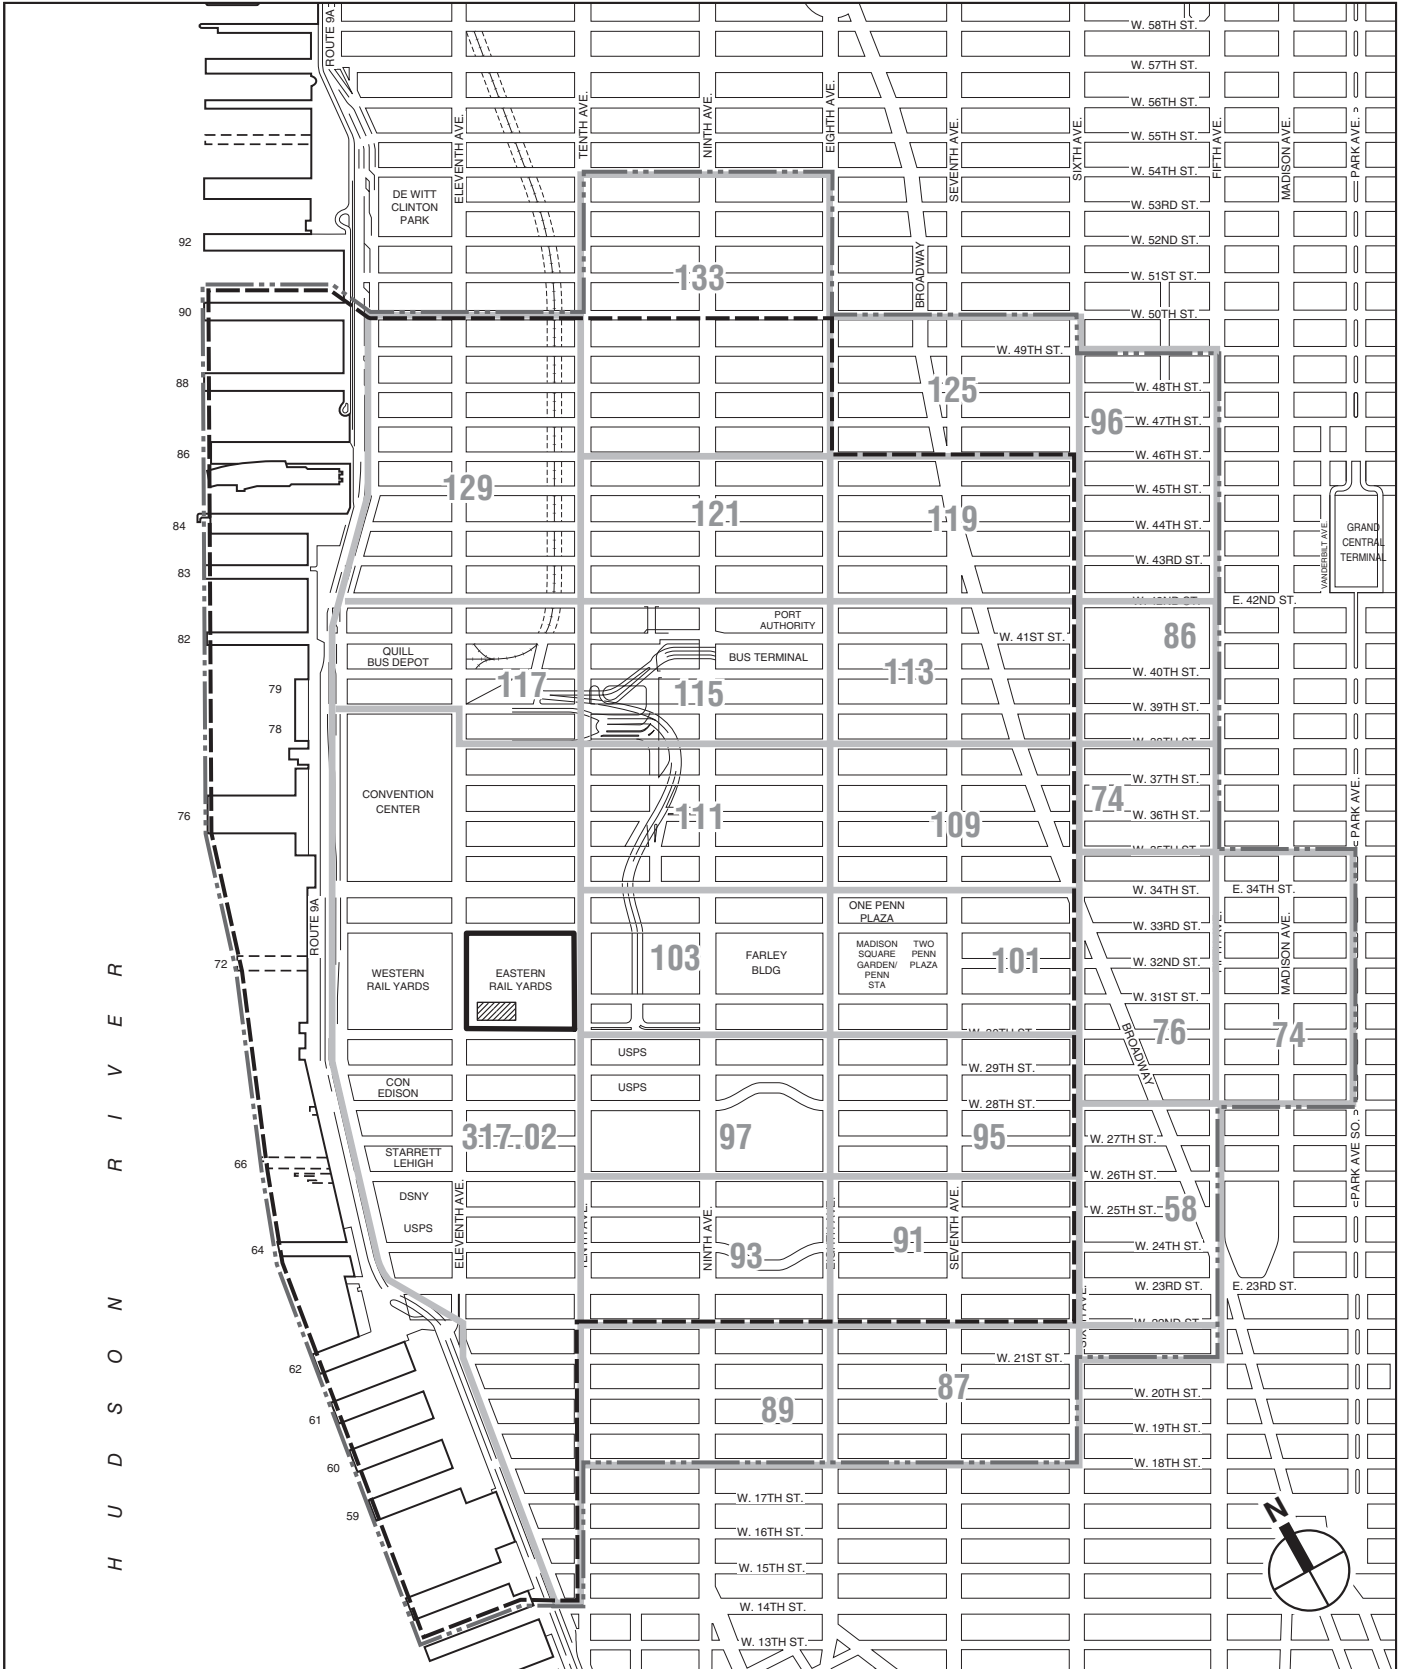 ROUTE 9A
ELEVENTH AVE.
TENTH AVE.
NINTH AVE.
EIGHTH AVE.
BROADWAY
SEVENTH AVE.
SIXTH AVE.
FIFTH AVE.
MADISON AVE.
PARK AVE.
W. 58TH ST.
W. 57TH ST.
W. 56TH ST.
W. 55TH ST.
W. 54TH ST.
W. 53RD ST.
W. 52ND ST.
W. 51ST ST.
W. 50TH ST.
W. 49TH ST.
W. 48TH ST.
W. 47TH ST.
W. 46TH ST.
W. 45TH ST.
W. 44TH ST.
W. 43RD ST.
DE WITT
CLINTON
PARK
92
90
88
86
84
83
82
79
78
76
72
66
64
62
61
60
59
133
125
96
129
121
119
VANDERBILT AVE.
GRAND
CENTRAL
TERMINAL
E. 42ND ST.
PORT
AUTHORITY
W. 41ST ST.
86
QUILL
BUS DEPOT
BUS TERMINAL
117
115
113
W. 40TH ST.
W. 39TH ST.
W. 37TH ST.
W. 36TH ST.
CONVENTION
CENTER
111
109
74
PARK AVE.
W. 34TH ST.
E. 34TH ST.
ROUTE 9A
ONE PENN
PLAZA
W. 33RD ST.
W. 32ND ST.
W. 31ST ST.
MADISON AVE.
WESTERN
RAIL YARDS
EASTERN
RAIL YARDS
103
FARLEY
BLDG
MADISON
SQUARE
GARDEN/
PENN
STA
TWO
PENN
PLAZA
101
BROADWAY
76
74
USPS
USPS
W. 29TH ST.
W. 28TH ST.
CON
EDISON
317.02
97
95
W. 27TH ST.
W. 26TH ST.
W. 25TH ST.
W. 24TH ST.
W. 23RD ST.
E. 23RD ST.
58
PARK AVE SO.
STARRETT
LEHIGH
DSNY
USPS
ELEVENTH AVE.
NINTH AVE.
SEVENTH AVE.
93
91
W. 21ST ST.
W. 20TH ST.
W. 19TH ST.
W. 18TH ST.
89
87
W. 17TH ST.
W. 16TH ST.
W. 15TH ST.
W. 14TH ST.
W. 13TH ST.
HUDSON RIVER
N